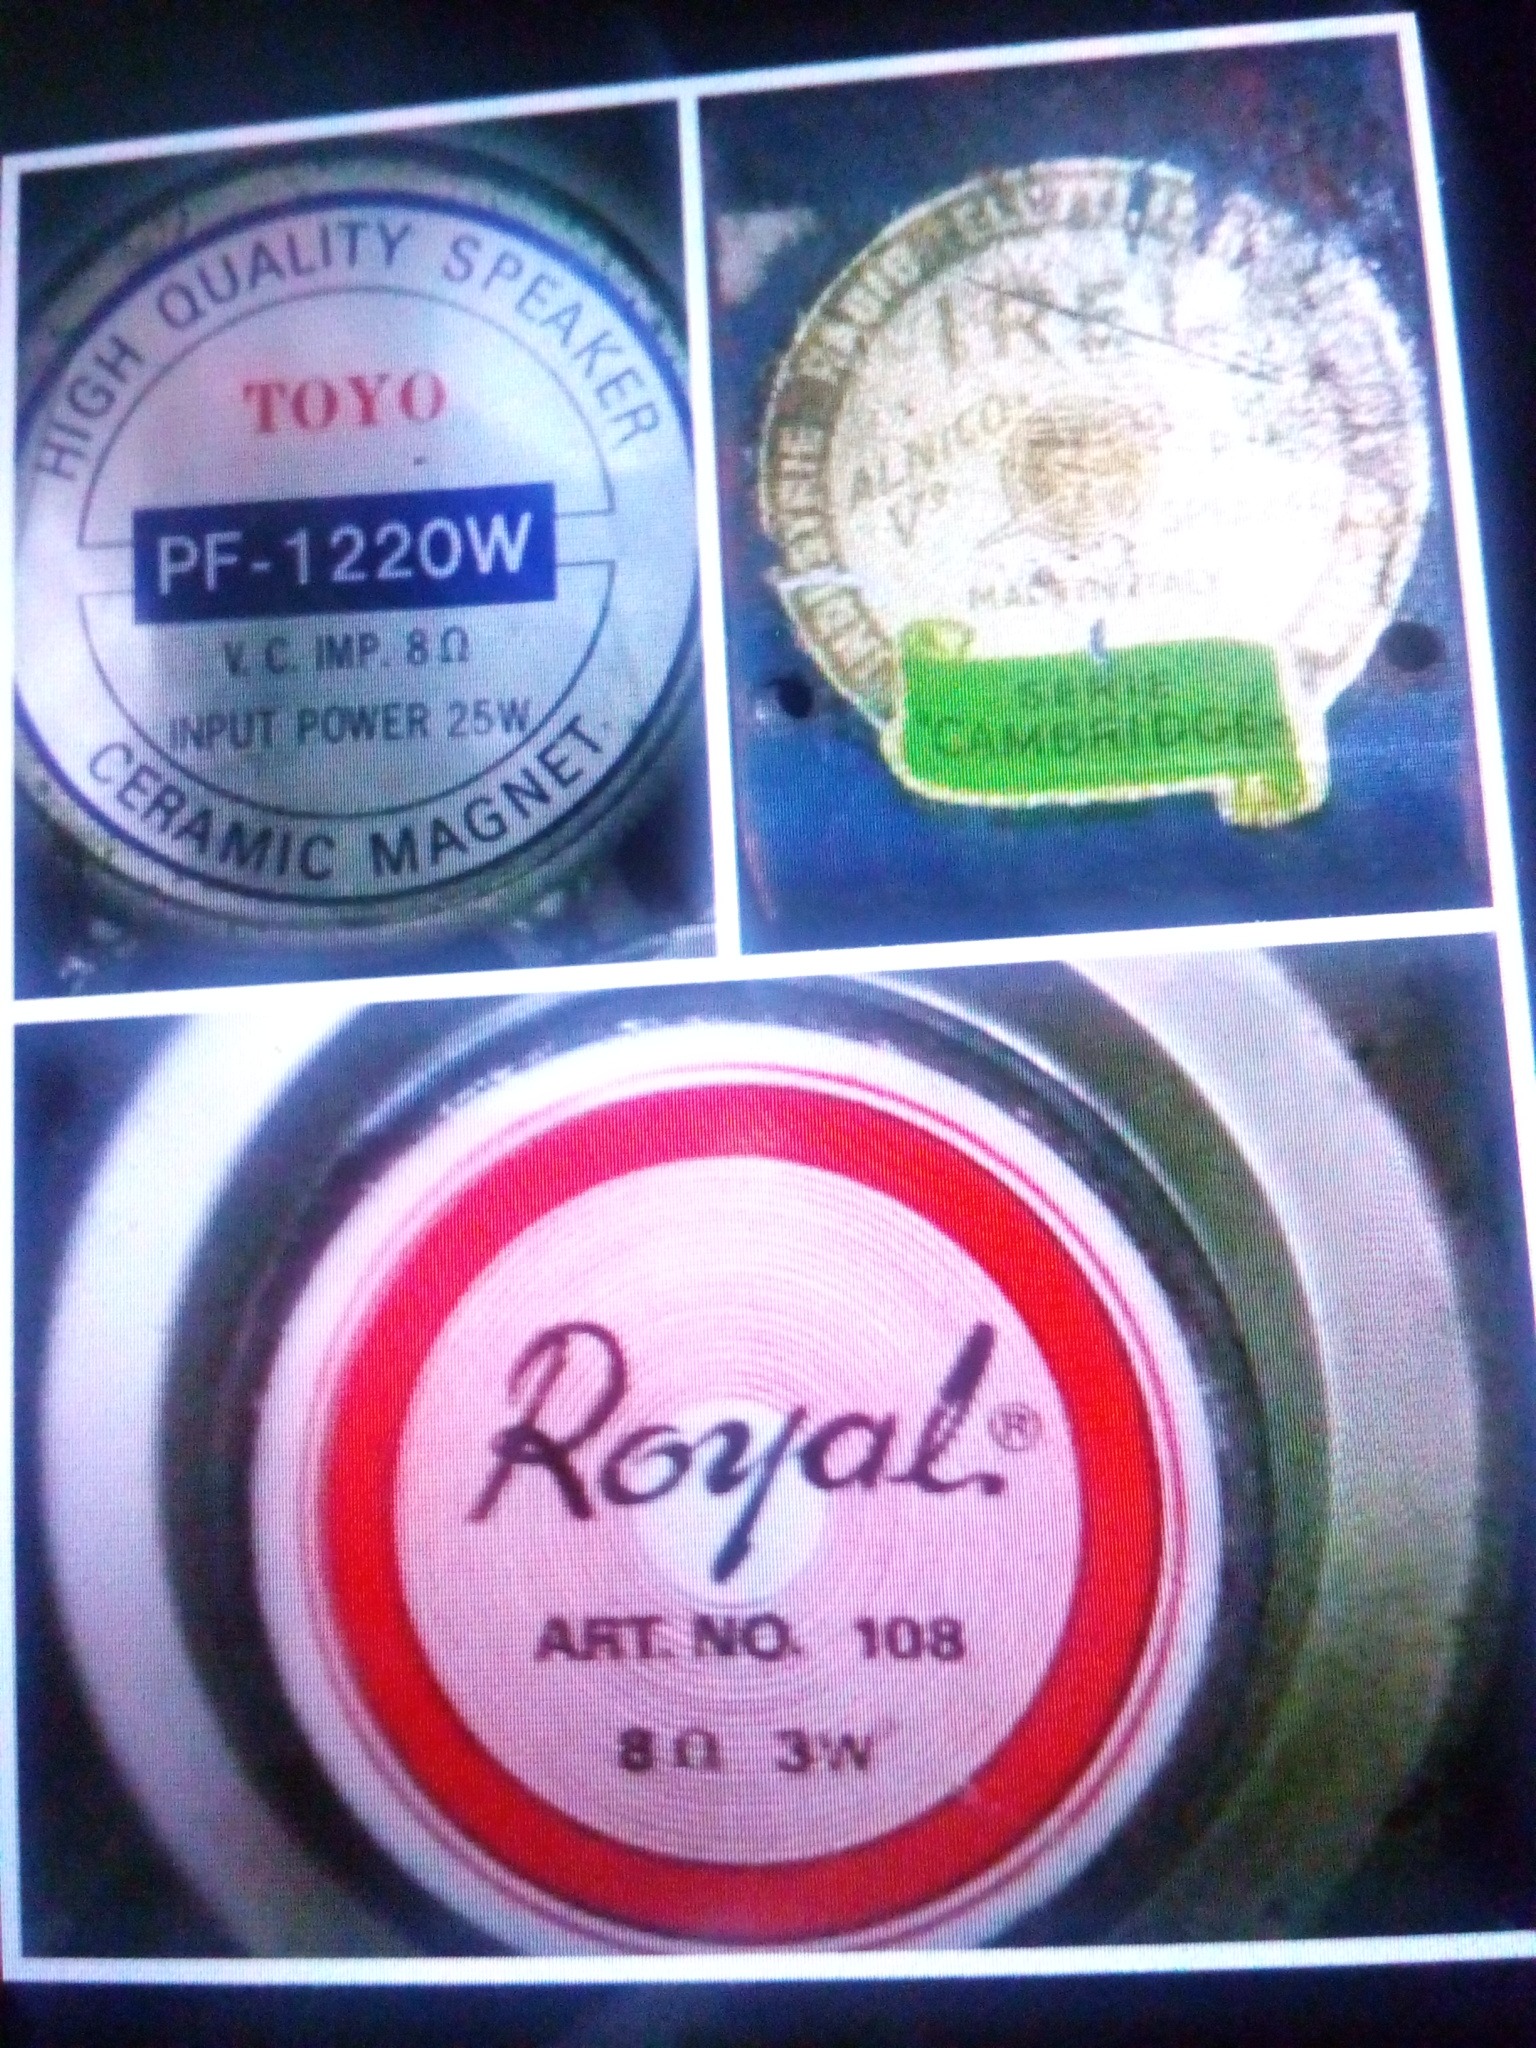 HIGH QUALITY SPEAKER
TOYO
PF-1220W
V.C. IMP. 8Ω
INPUT POWER 25W
CERAMIC MAGNET
ALNICO
MADE IN ITALY
SERIE
CAMBRIDGE
Royal®
ART. NO. 108
8Ω 3W